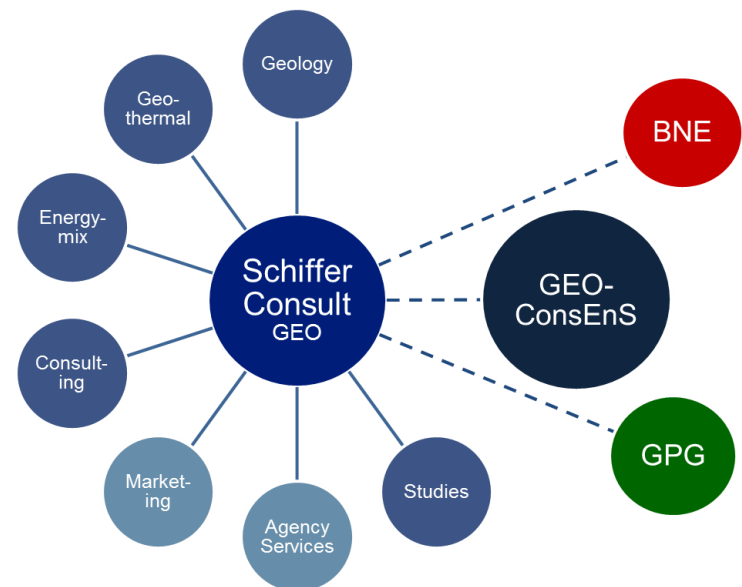 Geology
Geo-
thermal
BNE
Energy-
mix
Schiffer
Consult
GEO
GEO-
ConsEnS
Consult-
ing
GPG
Market-
ing
Studies
Agency
Services